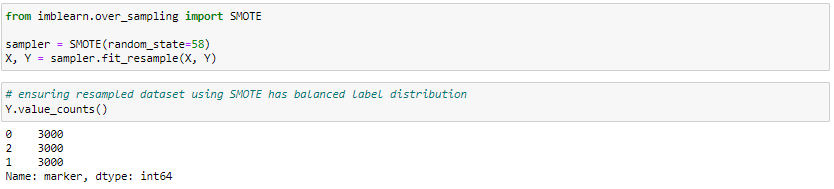 from imblearn.over_sampling import SMOTE
sampler = SMOTE(random_state=58)
X, Y = sampler.fit_resample(X, Y)
# ensuring resampled dataset using SMOTE has balanced label distribution
Y.value_counts()
0    3000
2    3000
1    3000
Name: marker, dtype: int64